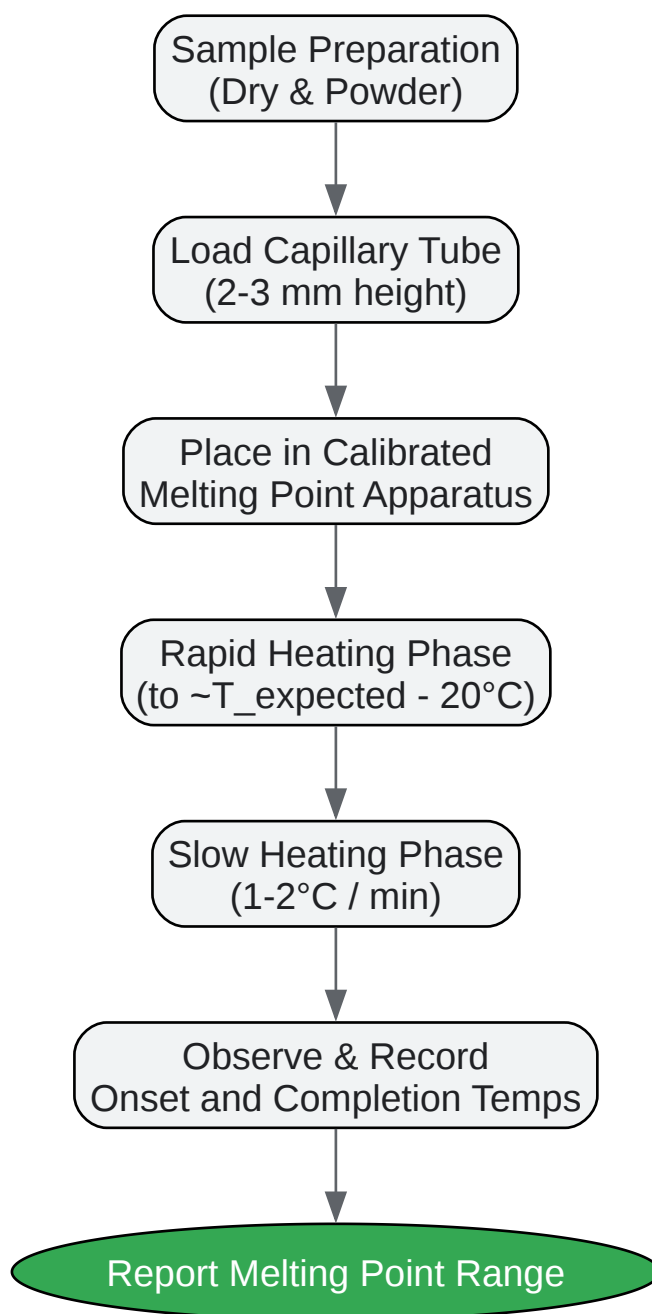 Sample Preparation
(Dry & Powder)
Load Capillary Tube
(2-3 mm height)
Place in Calibrated
Melting Point Apparatus
Rapid Heating Phase
(to ~T_expected - 20°C)
Slow Heating Phase
(1-2°C / min)
Observe & Record
Onset and Completion Temps
Report Melting Point Range